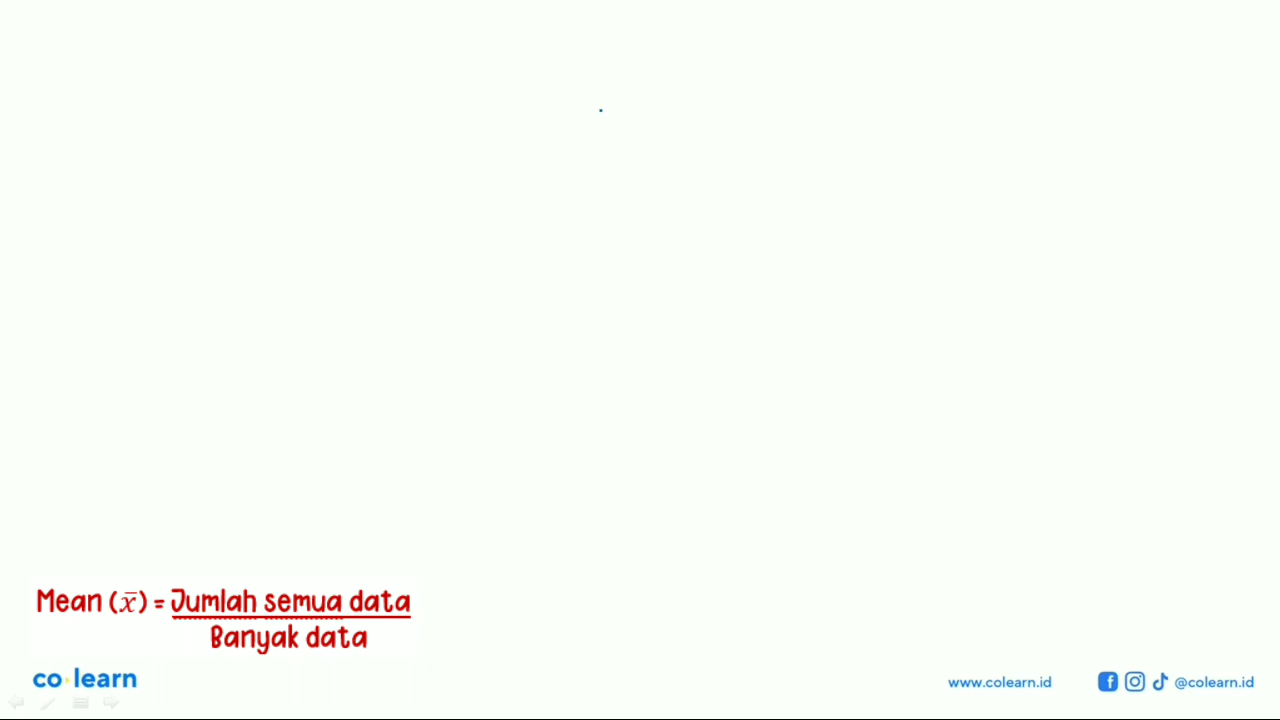 Mean (x̄) = Jumlah semua data
Banyak data
co learn
www.colearn.id
@colearn.id